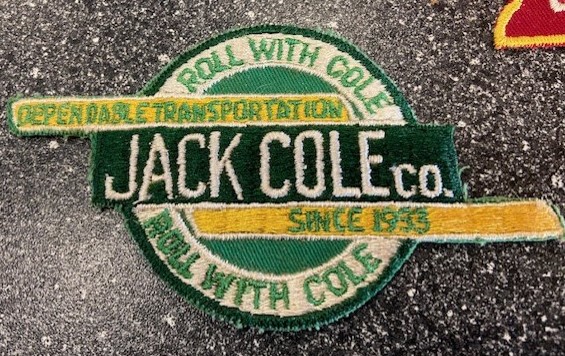 ROLL WITH COLE
DEPENDABLE TRANSPORTATION
JACK COLE CO.
SINCE 1933
ROLL WITH COLE